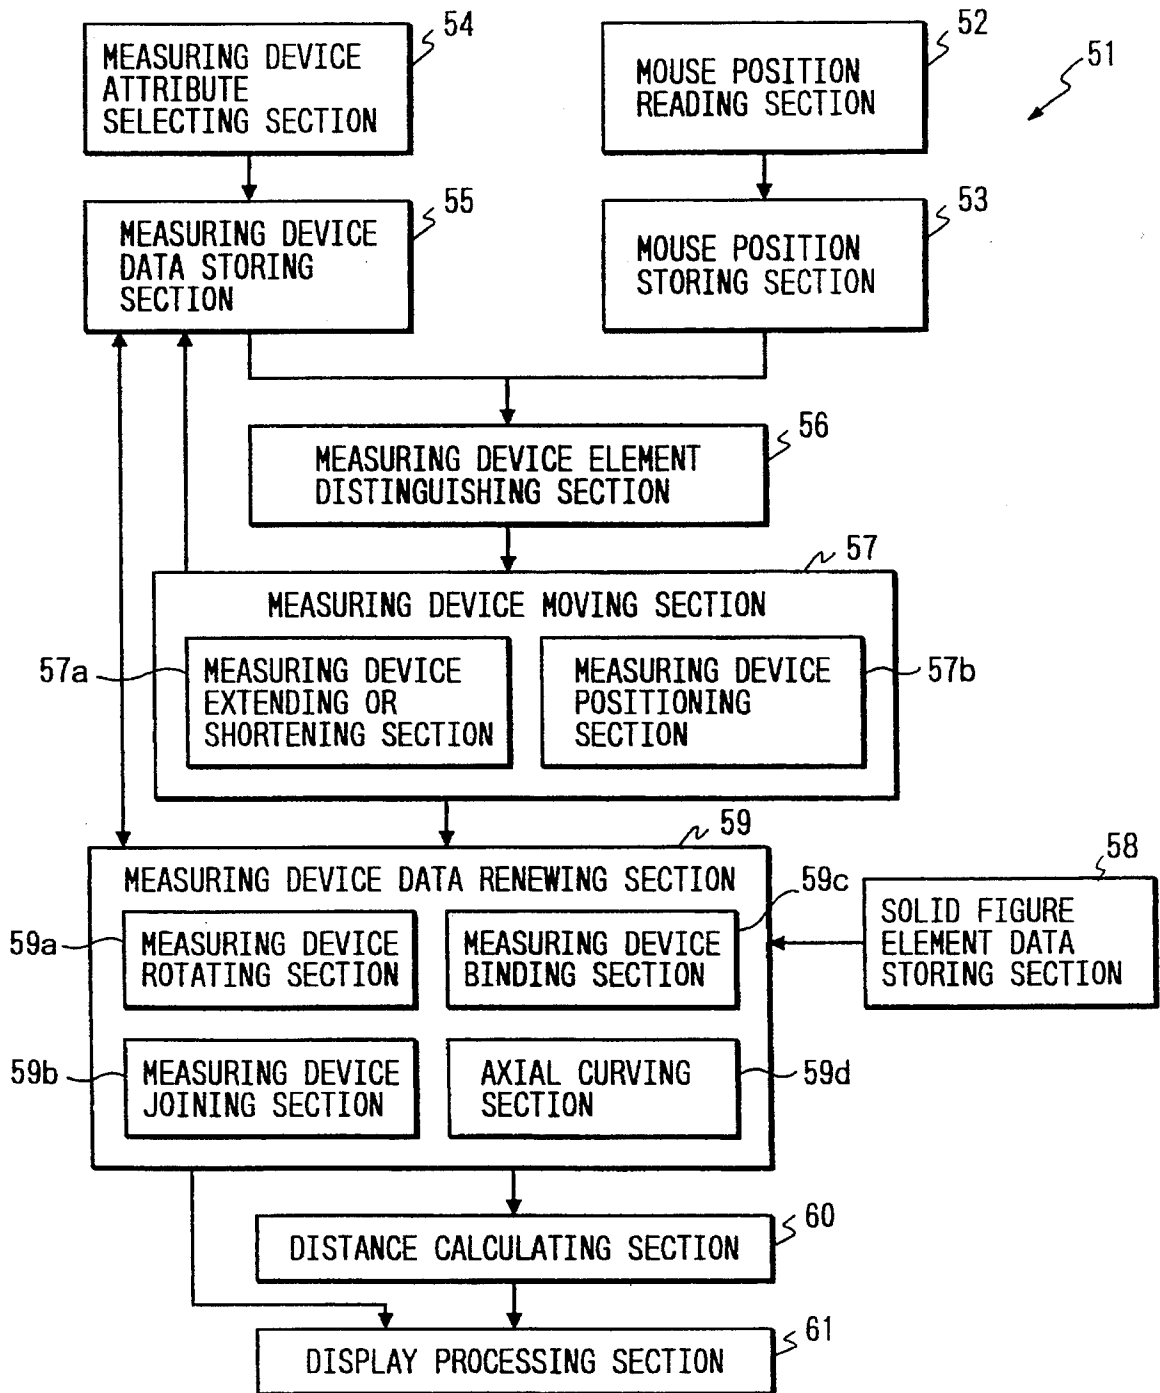 54
MEASURING DEVICE
ATTRIBUTE
SELECTING SECTION
52
MOUSE POSITION
READING SECTION
51
55
MEASURING DEVICE
DATA STORING
SECTION
53
MOUSE POSITION
STORING SECTION
56
MEASURING DEVICE ELEMENT
DISTINGUISHING SECTION
57
MEASURING DEVICE MOVING SECTION
57a
MEASURING DEVICE
EXTENDING OR
SHORTENING SECTION
MEASURING DEVICE
POSITIONING
SECTION
57b
59
MEASURING DEVICE DATA RENEWING SECTION
59a
MEASURING DEVICE
ROTATING SECTION
59c
MEASURING DEVICE
BINDING SECTION
58
SOLID FIGURE
ELEMENT DATA
STORING SECTION
59b
MEASURING DEVICE
JOINING SECTION
AXIAL CURVING
SECTION
59d
60
DISTANCE CALCULATING SECTION
61
DISPLAY PROCESSING SECTION